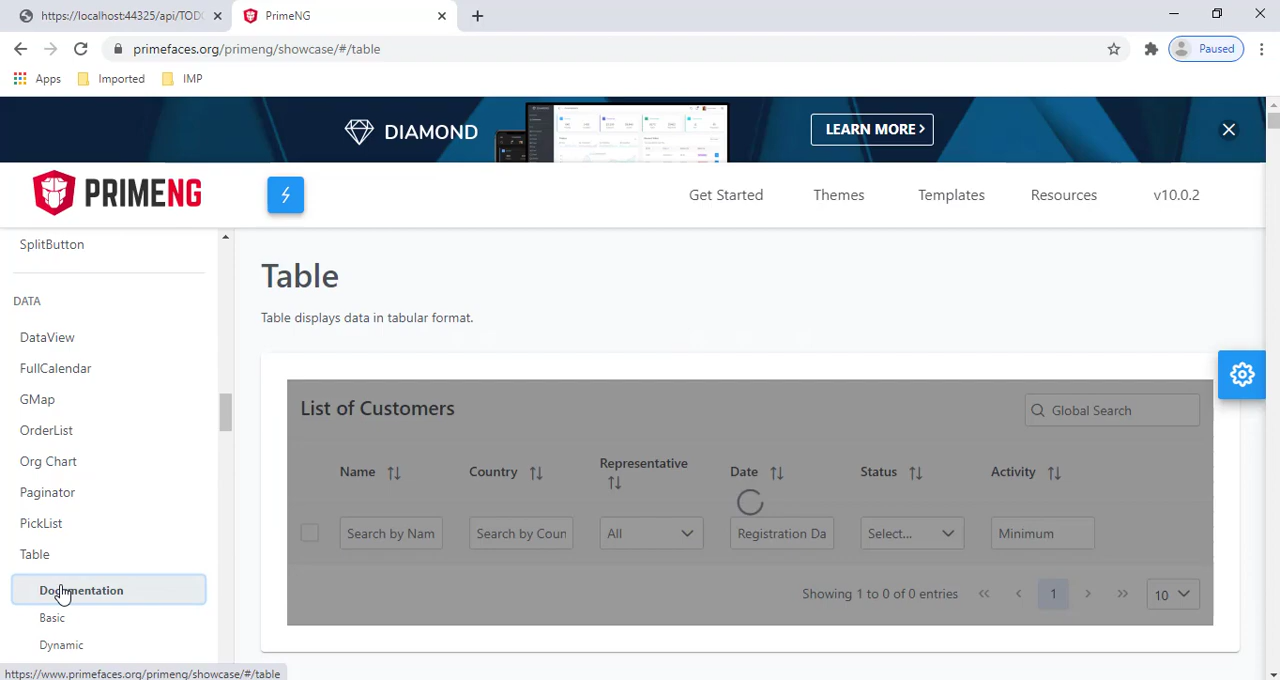 https://localhost:44325/api/TODO
PrimeNG
primefaces.org/primeng/showcase/#/table
Paused
Apps
Imported
IMP
DIAMOND
LEARN MORE
PRIMENG
Get Started
Themes
Templates
Resources
v10.0.2
SplitButton
DATA
DataView
FullCalendar
GMap
OrderList
Org Chart
Paginator
PickList
Table
Documentation
Basic
Dynamic
Table
Table displays data in tabular format.
List of Customers
Global Search
Name
Country
Representative
Date
Status
Activity
Search by Nam
Search by Coun
All
Registration Da
Select...
Minimum
Showing 1 to 0 of 0 entries
1
10
https://www.primefaces.org/primeng/showcase/#/table